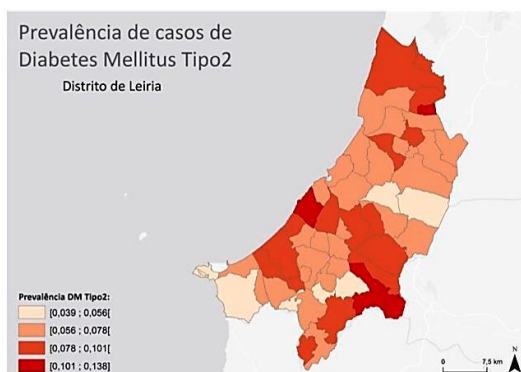 Prevalência de casos de
Diabetes Mellitus Tipo2
Distrito de Leiria
Prevalência DM Tipo2:
[0,039 ; 0,056[
[0,056 ; 0,078[
[0,078 ; 0,101[
[0,101 ; 0,138]
0 7,5 km
N